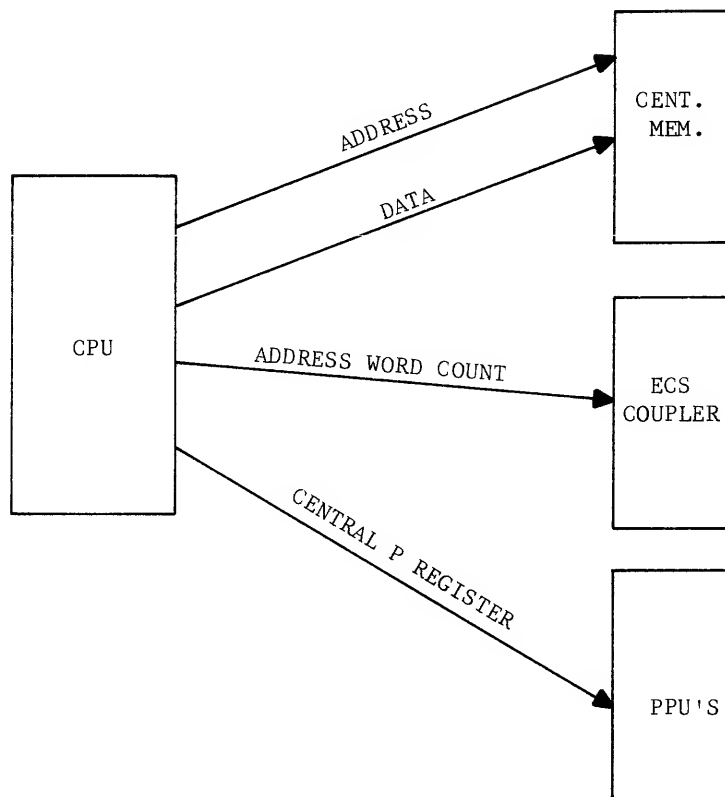 ADDRESS
CENT.
MEM.
DATA
CPU
ADDRESS WORD COUNT
ECS
COUPLER
CENTRAL P REGISTER
PPU'S